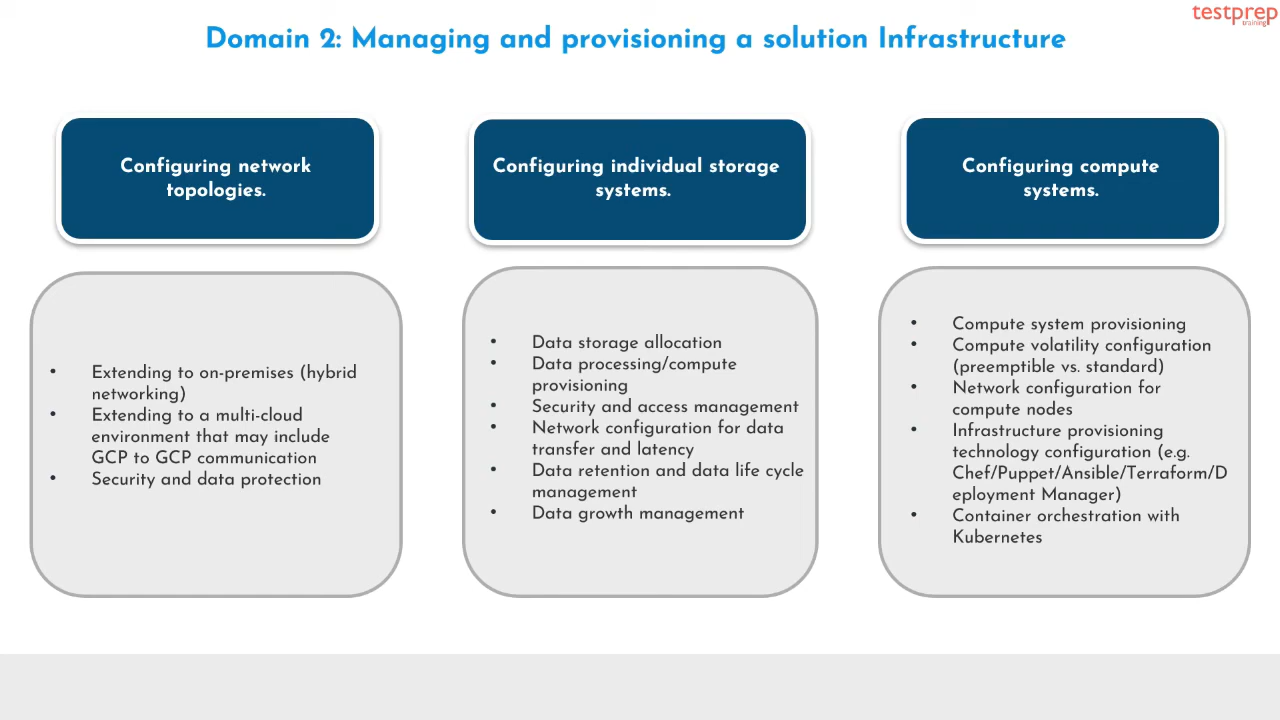 testprep
training
Domain 2: Managing and provisioning a solution Infrastructure
Configuring network
topologies.
• Extending to on-premises (hybrid
networking)
• Extending to a multi-cloud
environment that may include
GCP to GCP communication
• Security and data protection
Configuring individual storage
systems.
• Data storage allocation
• Data processing/compute
provisioning
• Security and access management
• Network configuration for data
transfer and latency
• Data retention and data life cycle
management
• Data growth management
Configuring compute
systems.
• Compute system provisioning
• Compute volatility configuration
(preemptible vs. standard)
• Network configuration for
compute nodes
• Infrastructure provisioning
technology configuration (e.g.
Chef/Puppet/Ansible/Terraform/D
eployment Manager)
• Container orchestration with
Kubernetes